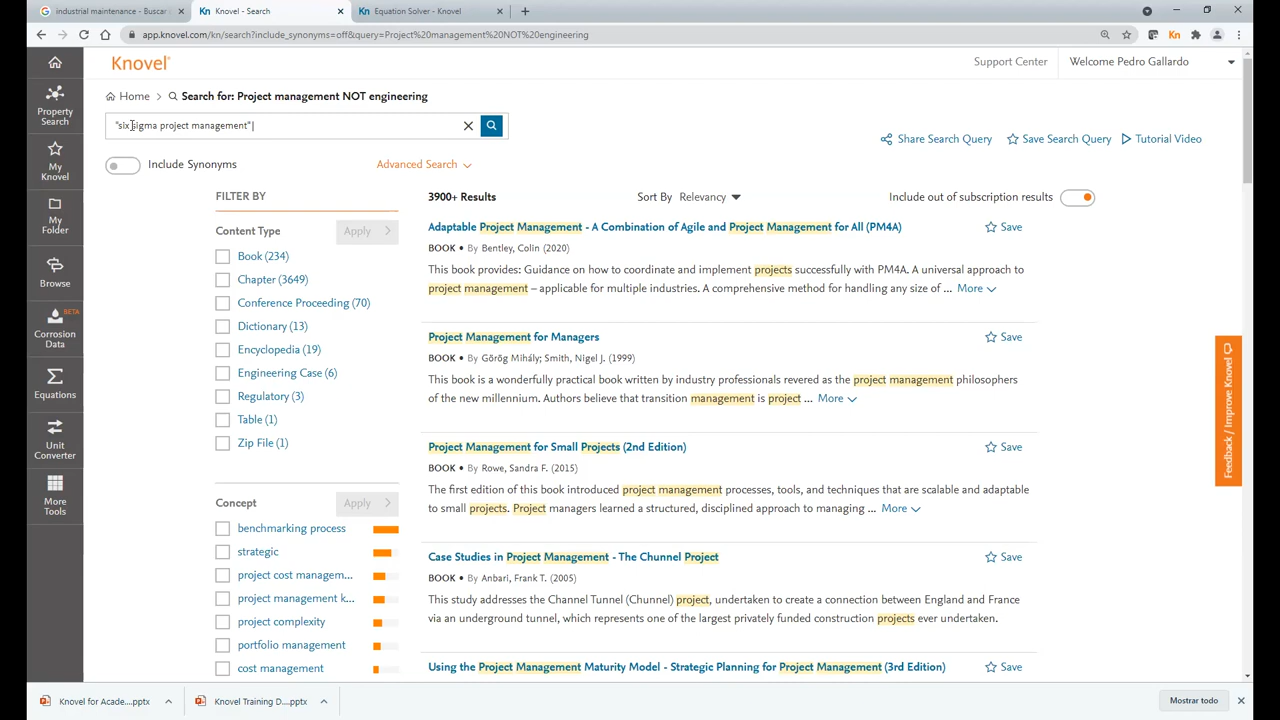 industrial maintenance - Buscar
Knovel - Search
Equation Solver - Knovel
app.knovel.com/kn/search?include_synonyms=off&query=Project%20management%20NOT%20engineering
Kn
Knovel
Support Center
Welcome Pedro Gallardo
Home > Search for: Project management NOT engineering
"six sigma project management"
Share Search Query
Save Search Query
Tutorial Video
Include Synonyms
Advanced Search
Property Search
My Knovel
My Folder
Browse
BETA
Corrosion Data
Equations
Unit Converter
More Tools
FILTER BY
Content Type
Apply
Book (234)
Chapter (3649)
Conference Proceeding (70)
Dictionary (13)
Encyclopedia (19)
Engineering Case (6)
Regulatory (3)
Table (1)
Zip File (1)
Concept
Apply
benchmarking process
strategic
project cost managem...
project management k...
project complexity
portfolio management
cost management
3900+ Results
Sort By Relevancy
Include out of subscription results
Adaptable Project Management - A Combination of Agile and Project Management for All (PM4A)
Save
BOOK • By Bentley, Colin (2020)
This book provides: Guidance on how to coordinate and implement projects successfully with PM4A. A universal approach to
project management – applicable for multiple industries. A comprehensive method for handling any size of ... More
Project Management for Managers
Save
BOOK • By Görög Mihály; Smith, Nigel J. (1999)
This book is a wonderfully practical book written by industry professionals revered as the project management philosophers
of the new millennium. Authors believe that transition management is project ... More
Project Management for Small Projects (2nd Edition)
Save
BOOK • By Rowe, Sandra F. (2015)
The first edition of this book introduced project management processes, tools, and techniques that are scalable and adaptable
to small projects. Project managers learned a structured, disciplined approach to managing ... More
Case Studies in Project Management - The Chunnel Project
Save
BOOK • By Anbari, Frank T. (2005)
This study addresses the Channel Tunnel (Chunnel) project, undertaken to create a connection between England and France
via an underground tunnel, which represents one of the largest privately funded construction projects ever undertaken.
Using the Project Management Maturity Model - Strategic Planning for Project Management (3rd Edition)
Save
Feedback / Improve Knovel
Knovel for Acade....pptx
Knovel Training D....pptx
Mostrar todo